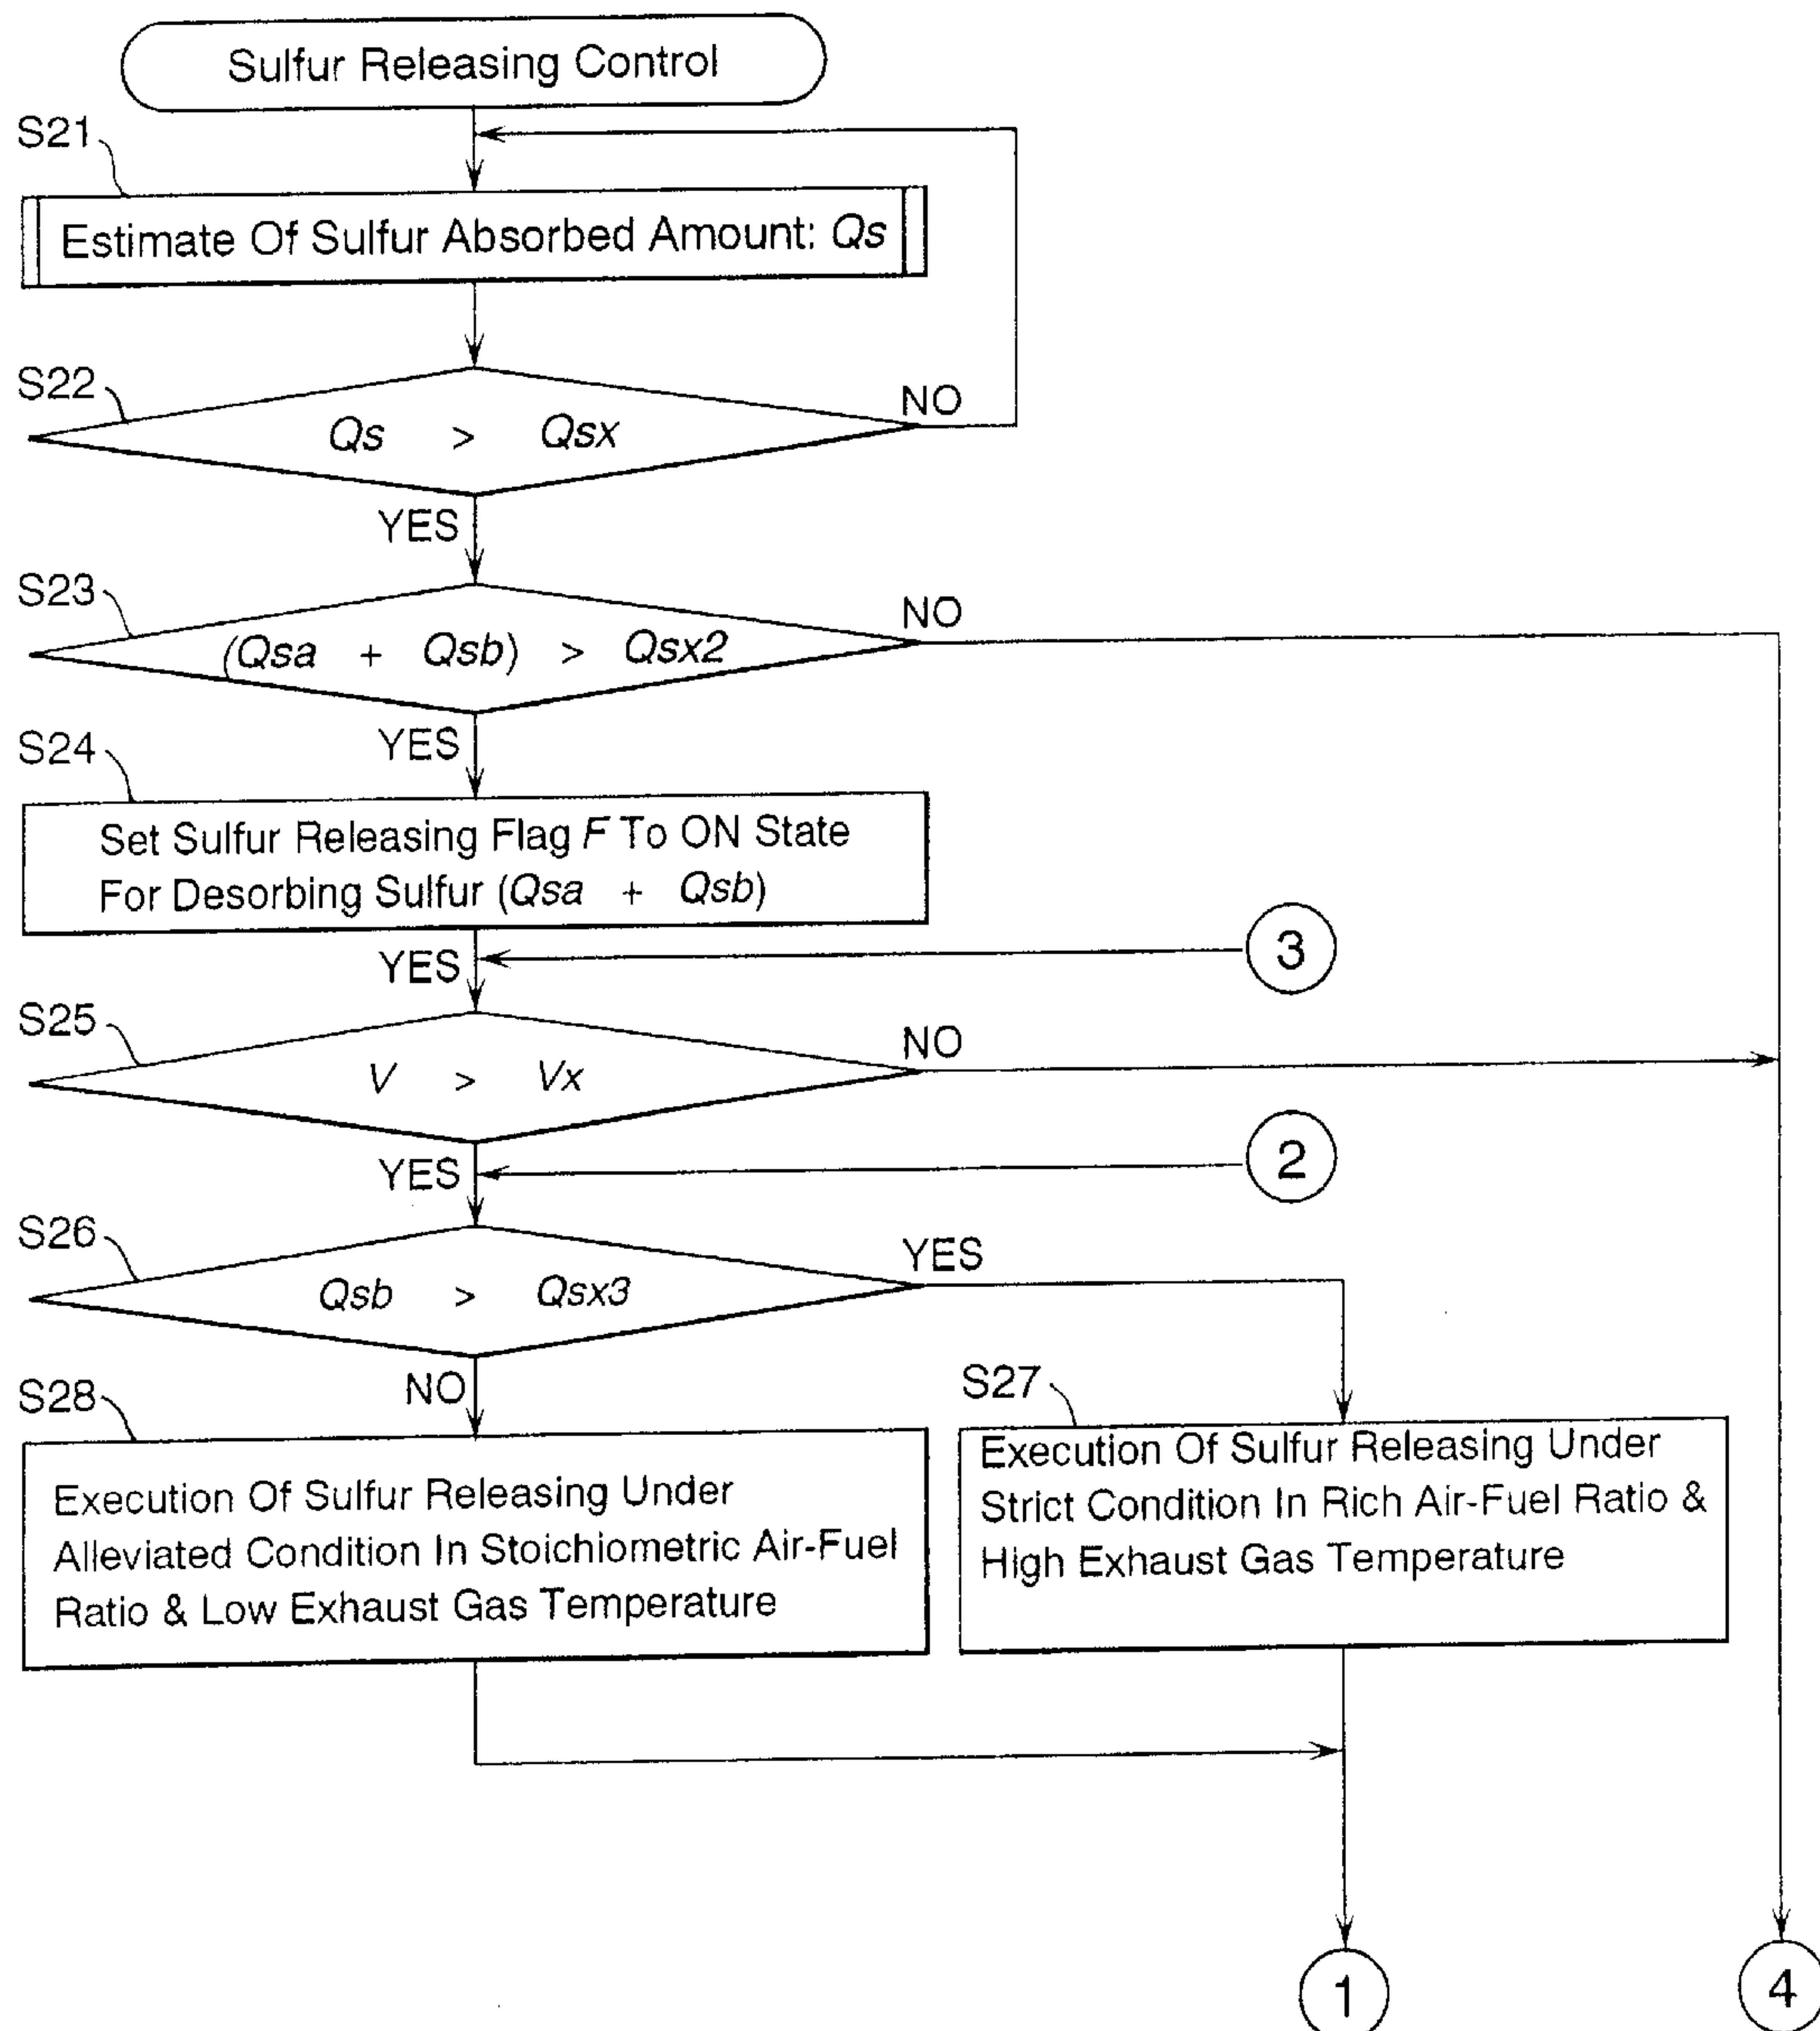 Sulfur Releasing Control
S21
Estimate Of Sulfur Absorbed Amount: Qs
S22
Qs > Qsx
NO
YES
S23
(Qsa + Qsb) > Qsx2
NO
YES
S24
Set Sulfur Releasing Flag F To ON State
For Desorbing Sulfur (Qsa + Qsb)
YES
3
S25
V > Vx
NO
YES
2
S26
Qsb > Qsx3
YES
NO
S28
Execution Of Sulfur Releasing Under
Alleviated Condition In Stoichiometric Air-Fuel
Ratio & Low Exhaust Gas Temperature
S27
Execution Of Sulfur Releasing Under
Strict Condition In Rich Air-Fuel Ratio &
High Exhaust Gas Temperature
1
4